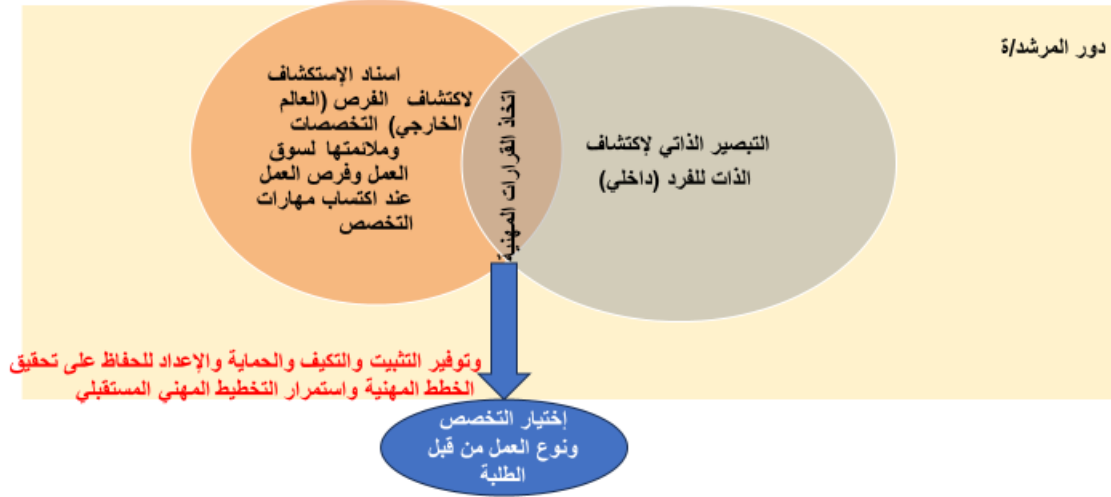 دور المرشد/ة
التبصير الذاتي لإكتشاف
الذات للفرد (داخلي)
اتخاذ القرارات المهنية
اسناد الإستكشاف
لاكتشاف الفرص (العالم
الخارجي) التخصصات
وملائمتها لسوق
العمل وفرص العمل
عند اكتساب مهارات
التخصص
وتوفير التثبيت والتكيف والحماية والإعداد للحفاظ على تحقيق
الخطط المهنية واستمرار التخطيط المهني المستقبلي
إختيار التخصص
ونوع العمل من قبل
الطلبة